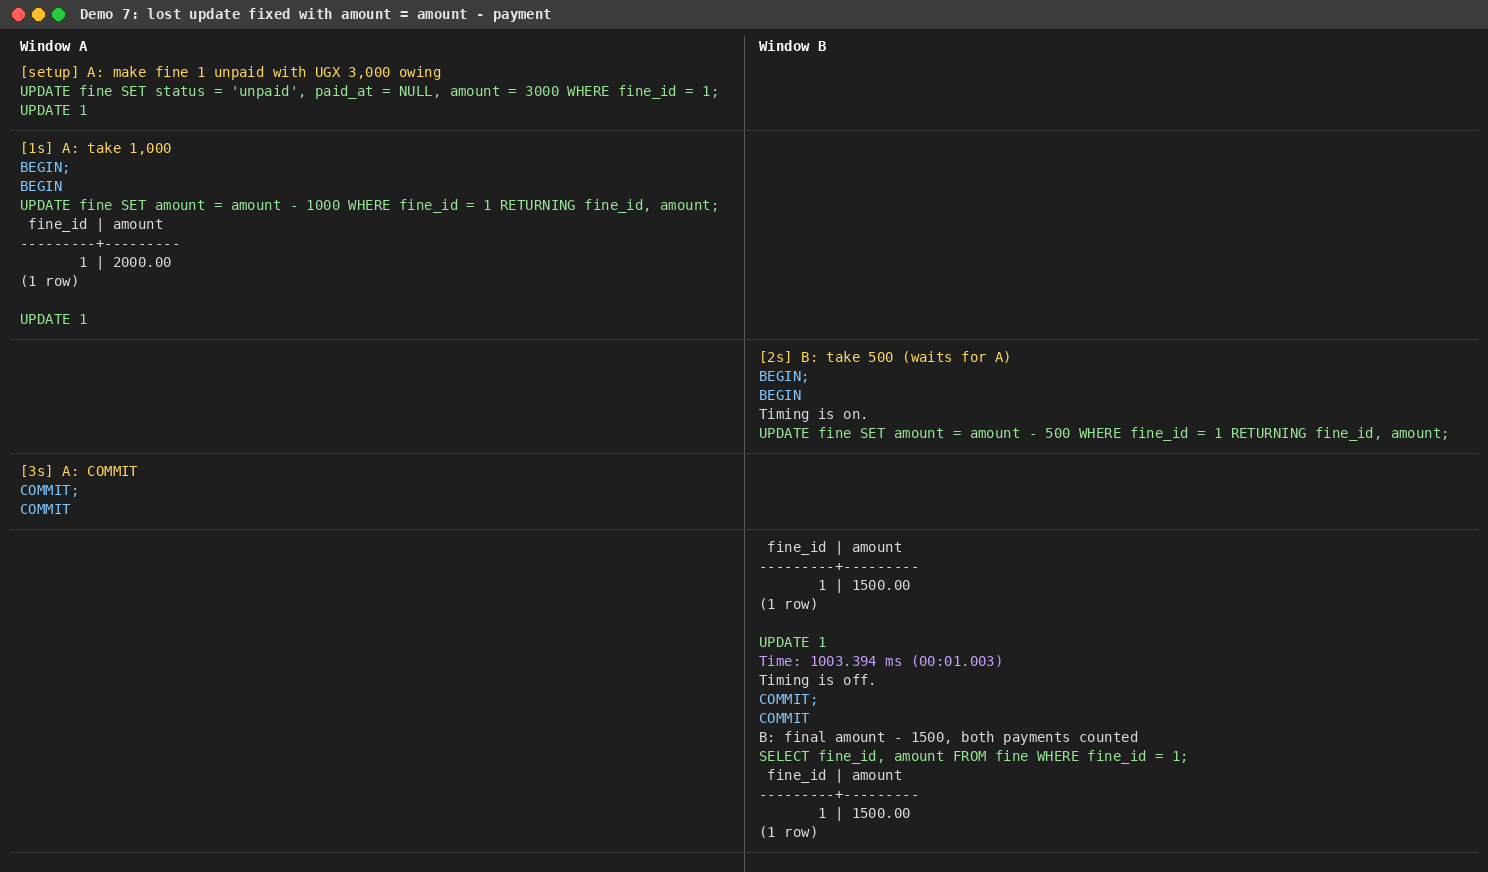 Demo 7: lost update fixed with amount = amount - payment
Window A
Window B
[setup] A: make fine 1 unpaid with UGX 3,000 owing
UPDATE fine SET status = 'unpaid', paid_at = NULL, amount = 3000 WHERE fine_id = 1;
UPDATE 1
[1s] A: take 1,000
BEGIN;
BEGIN
UPDATE fine SET amount = amount - 1000 WHERE fine_id = 1 RETURNING fine_id, amount;
 fine_id | amount
---------+---------
       1 | 2000.00
(1 row)
UPDATE 1
[2s] B: take 500 (waits for A)
BEGIN;
BEGIN
Timing is on.
UPDATE fine SET amount = amount - 500 WHERE fine_id = 1 RETURNING fine_id, amount;
[3s] A: COMMIT
COMMIT;
COMMIT
 fine_id | amount
---------+---------
       1 | 1500.00
(1 row)
UPDATE 1
Time: 1003.394 ms (00:01.003)
Timing is off.
COMMIT;
COMMIT
B: final amount - 1500, both payments counted
SELECT fine_id, amount FROM fine WHERE fine_id = 1;
 fine_id | amount
---------+---------
       1 | 1500.00
(1 row)